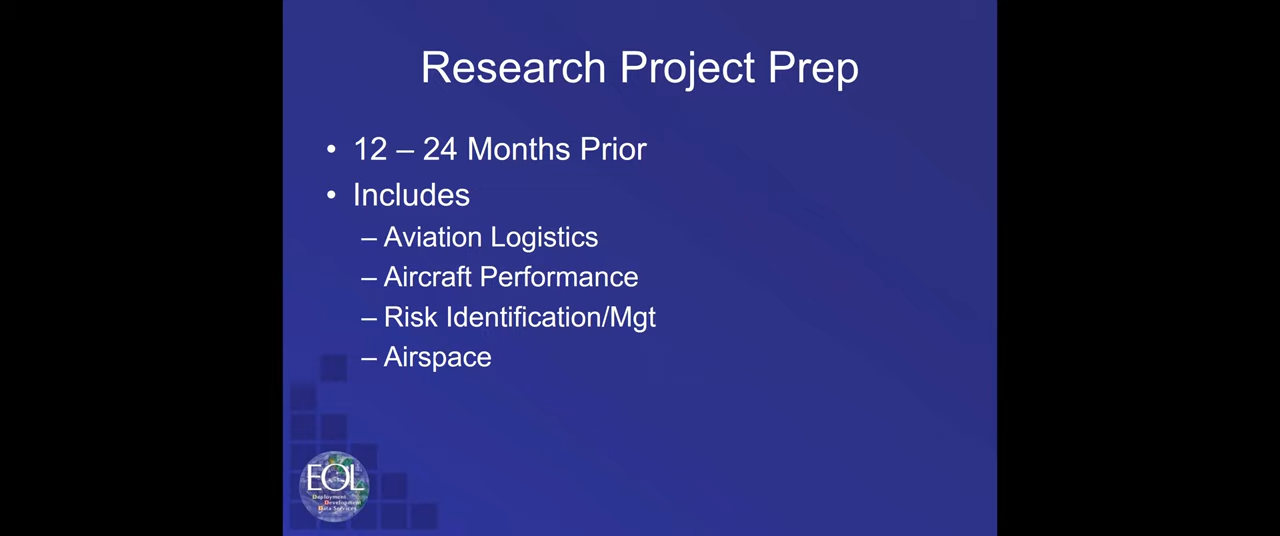 Research Project Prep
• 12 – 24 Months Prior
• Includes
– Aviation Logistics
– Aircraft Performance
– Risk Identification/Mgt
– Airspace
EOL
Deployment
Development
Data Services